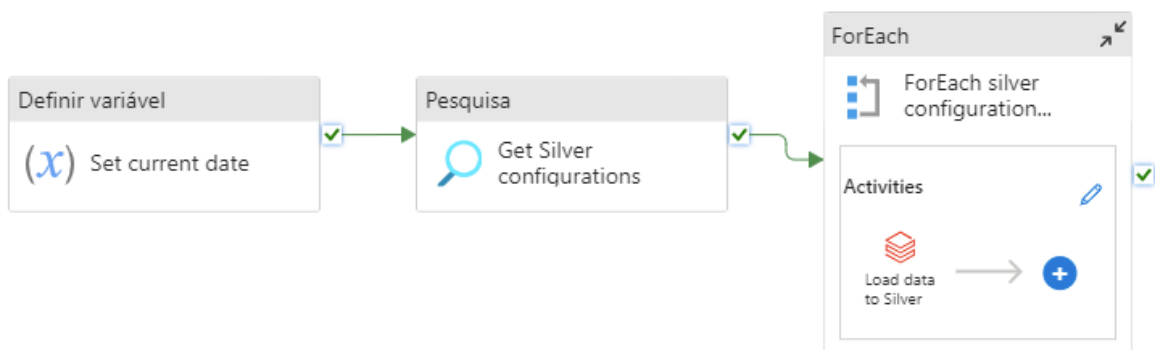 Definir variável
(x) Set current date
Pesquisa
Get Silver
configurations
ForEach
ForEach silver
configuration...
Activities
Load data
to Silver